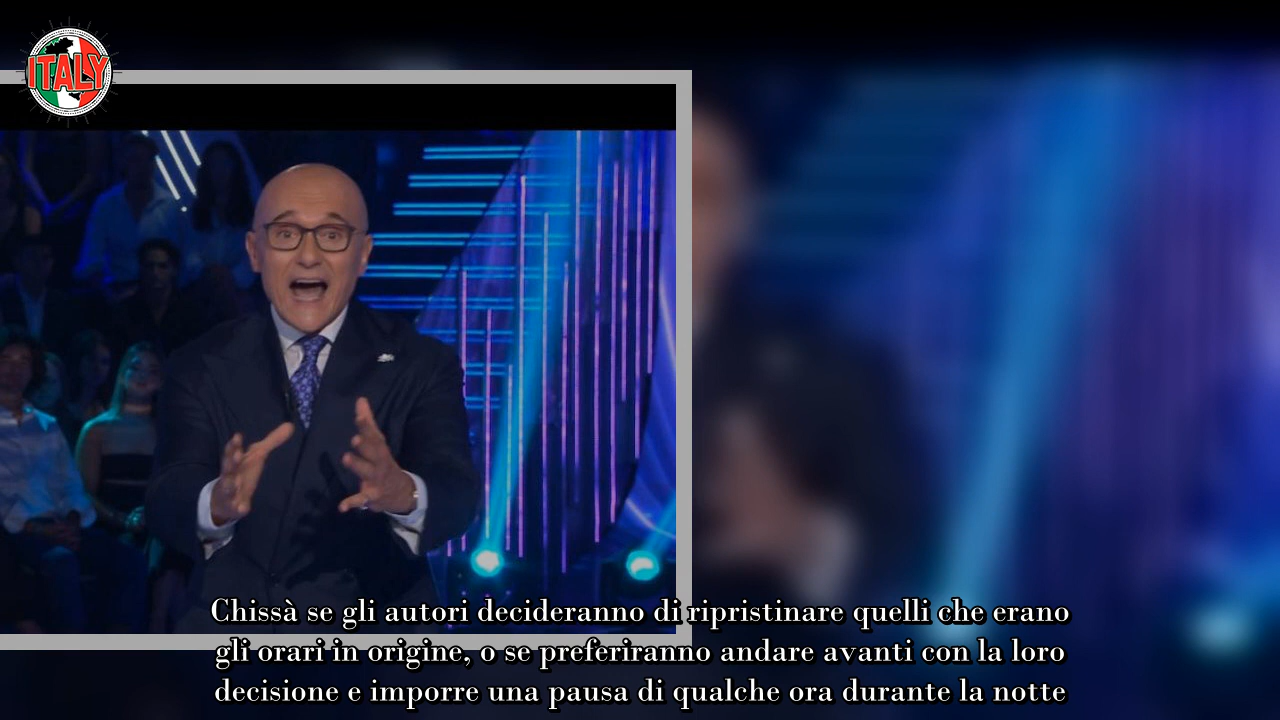 ITALY
Chissà se gli autori decideranno di ripristinare quelli che erano
gli orari in origine, o se preferiranno andare avanti con la loro
decisione e imporre una pausa di qualche ora durante la notte